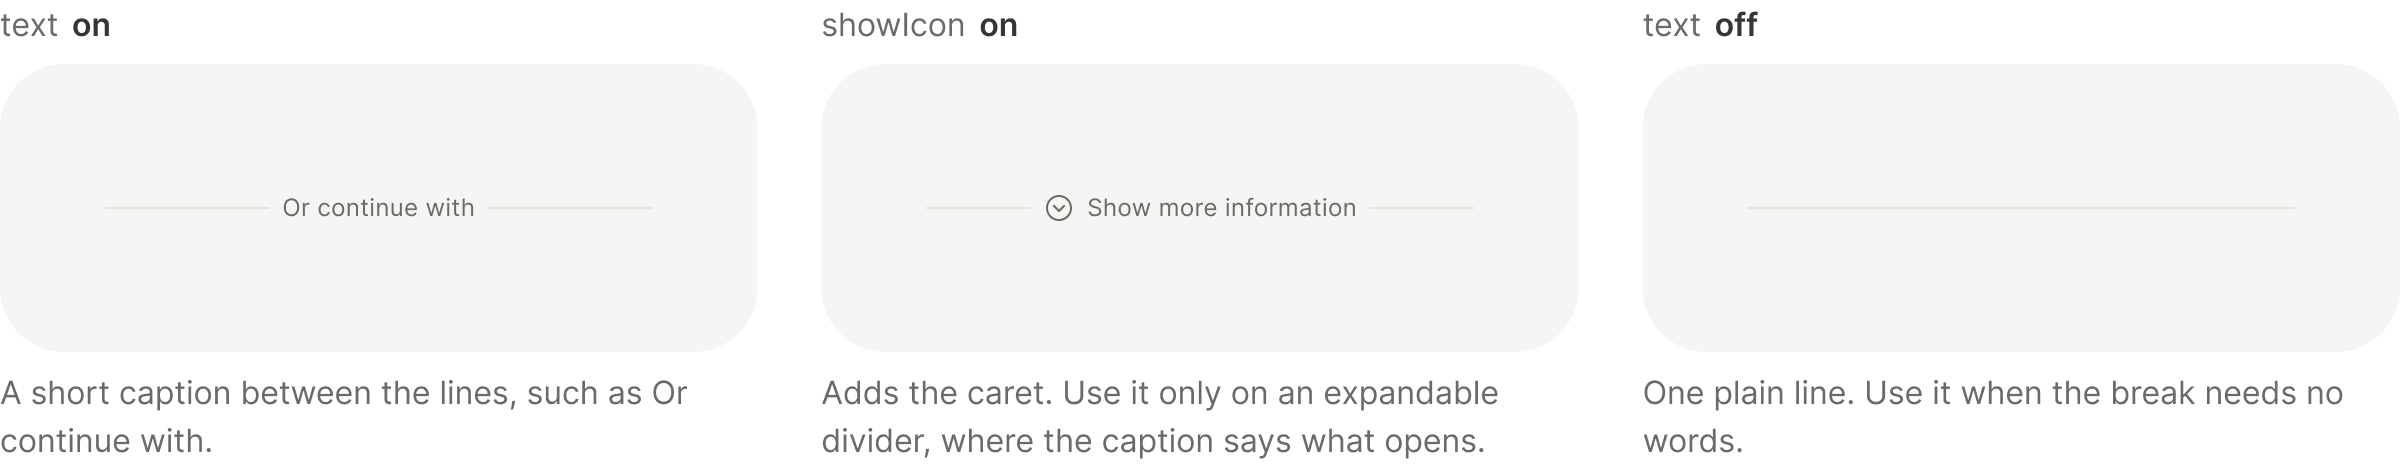 text on
Or continue with
A short caption between the lines, such as Or
continue with.
showIcon on
Show more information
Adds the caret. Use it only on an expandable
divider, where the caption says what opens.
text off
One plain line. Use it when the break needs no
words.